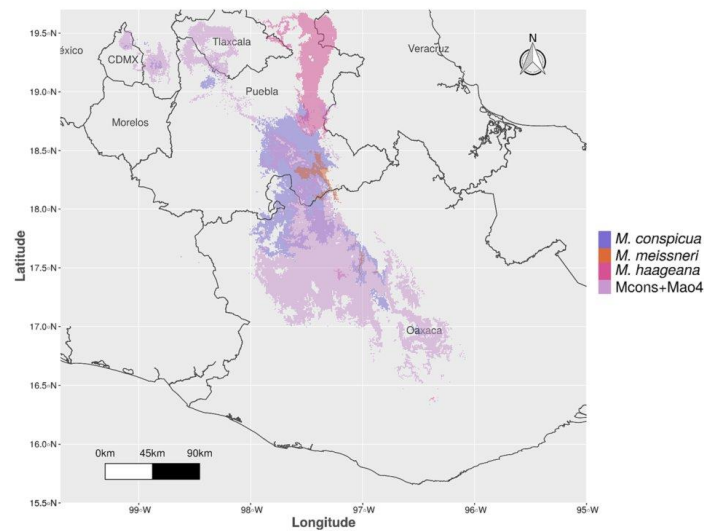 19.5
19.0
18.5
18.0
17.5
17.0
16.5
16.0
15.5
Latitude
éxico
CDMX
Tlaxcala
Veracruz
Puebla
Morelos
Oaxaca
N
0km 45km 90km
99°W 98°W 97°W 96°W 95°W
Longitude
M. conspicua
M. meissneri
M. haageana
Mcons+Mao4